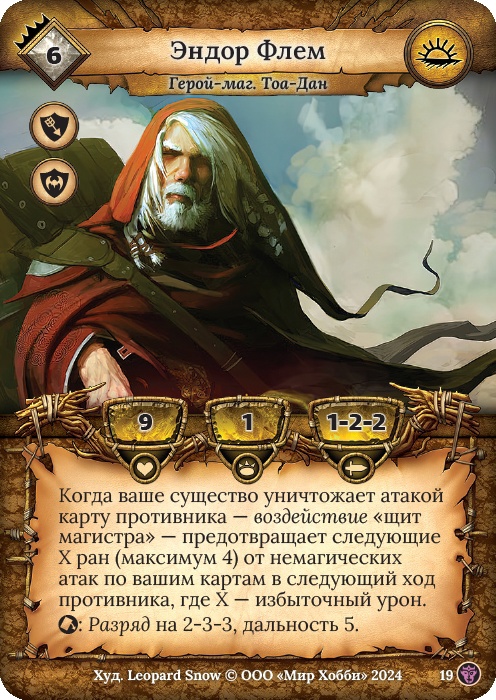 6
Эндор Флем
Герой-маг. Тоа-Дан
9
1
1-2-2
Когда ваше существо уничтожает атакой
карту противника — воздействие «щит
магистра» — предотвращает следующие
X ран (максимум 4) от немагических
атак по вашим картам в следующий ход
противника, где X — избыточный урон.
: Разряд на 2-3-3, дальность 5.
Худ. Leopard Snow © ООО «Мир Хобби» 2024
19